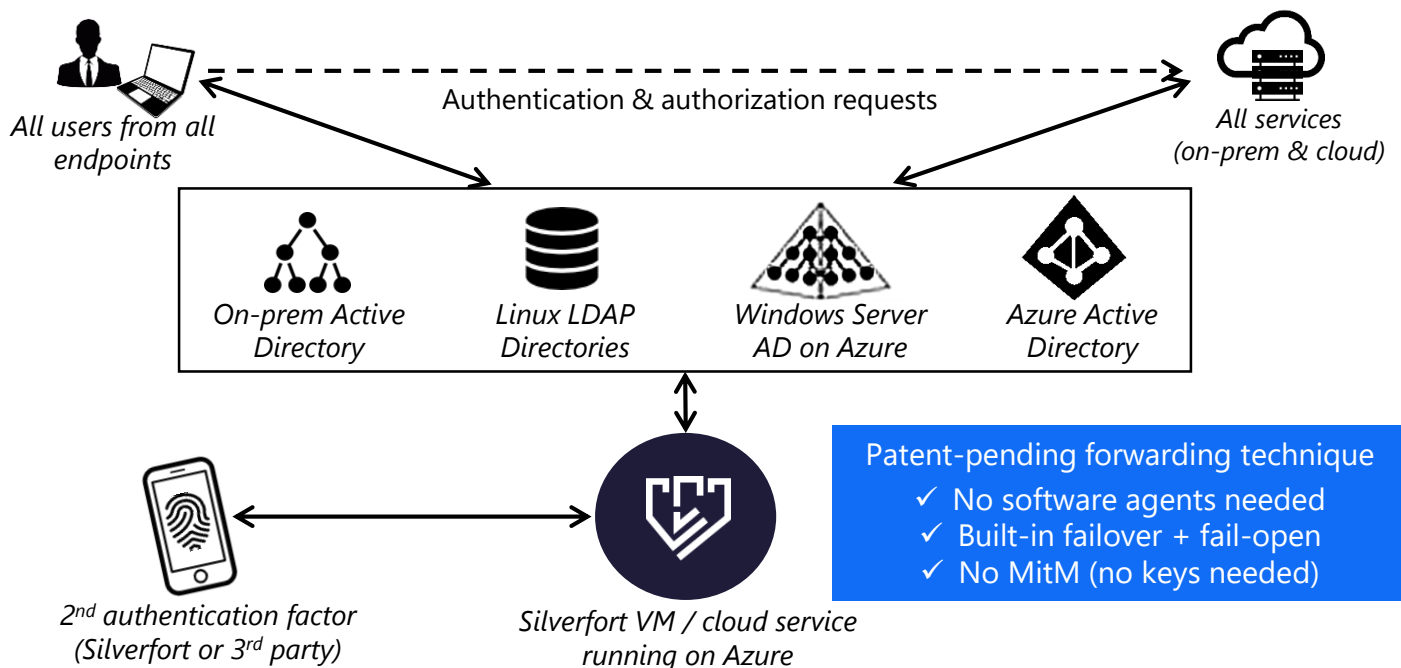 Authentication & authorization requests
All users from all
endpoints
All services
(on-prem & cloud)
On-prem Active
Directory
Linux LDAP
Directories
Windows Server
AD on Azure
Azure Active
Directory
Patent-pending forwarding technique
✓ No software agents needed
✓ Built-in failover + fail-open
✓ No MitM (no keys needed)
2nd authentication factor
(Silverfort or 3rd party)
Silverfort VM / cloud service
running on Azure